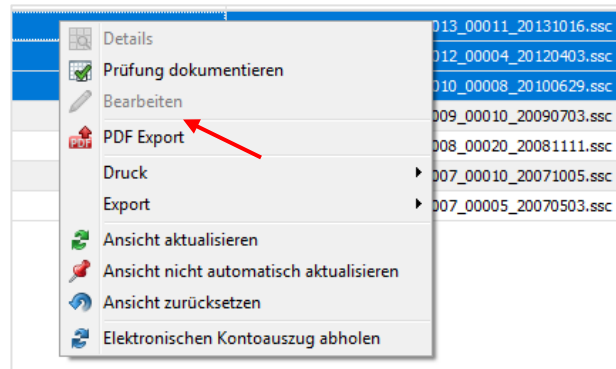 Details
Prüfung dokumentieren
Bearbeiten
PDF Export
Druck
Export
Ansicht aktualisieren
Ansicht nicht automatisch aktualisieren
Ansicht zurücksetzen
Elektronischen Kontoauszug abholen
013_00011_20131016.ssc
012_00004_20120403.ssc
010_00008_20100629.ssc
009_00010_20090703.ssc
008_00020_20081111.ssc
007_00010_20071005.ssc
007_00005_20070503.ssc